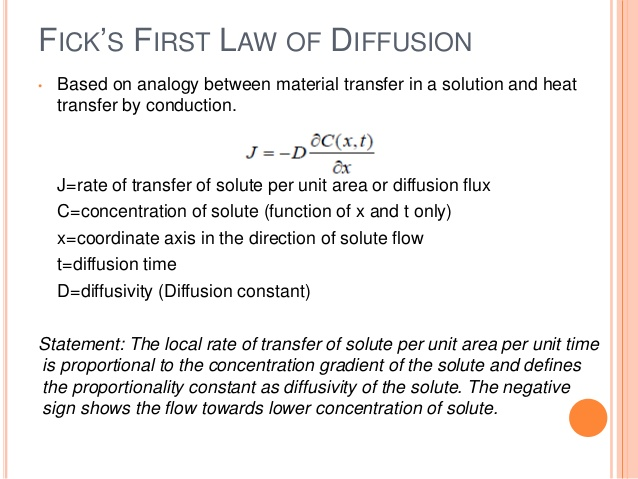 FICK'S FIRST LAW OF DIFFUSION
• Based on analogy between material transfer in a solution and heat
transfer by conduction.
J = −D ∂C(x,t)/∂x
J=rate of transfer of solute per unit area or diffusion flux
C=concentration of solute (function of x and t only)
x=coordinate axis in the direction of solute flow
t=diffusion time
D=diffusivity (Diffusion constant)
Statement: The local rate of transfer of solute per unit area per unit time
is proportional to the concentration gradient of the solute and defines
the proportionality constant as diffusivity of the solute. The negative
sign shows the flow towards lower concentration of solute.